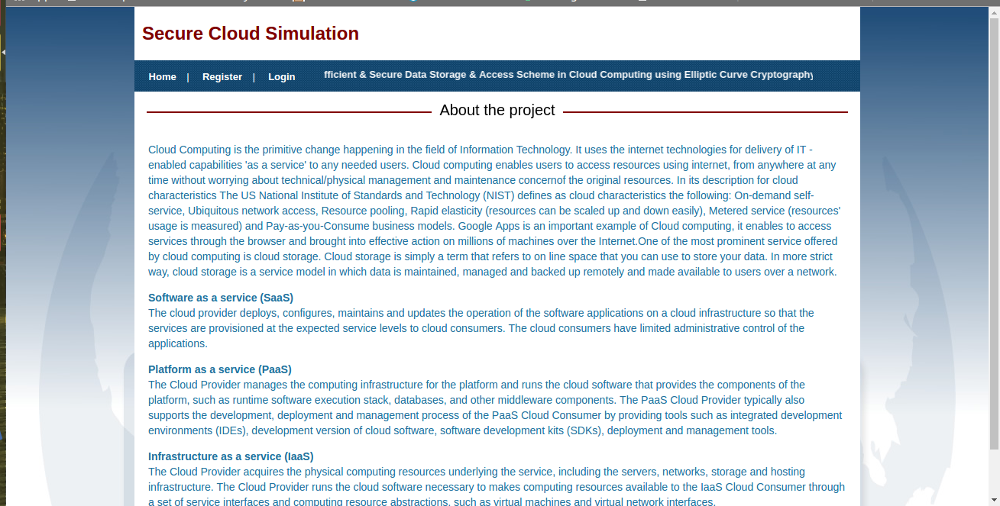 Secure Cloud Simulation
Home | Register | Login fficient & Secure Data Storage & Access Scheme in Cloud Computing using Elliptic Curve Cryptography
About the project
Cloud Computing is the primitive change happening in the field of Information Technology. It uses the internet technologies for delivery of IT -
enabled capabilities 'as a service' to any needed users. Cloud computing enables users to access resources using internet, from anywhere at any
time without worrying about technical/physical management and maintenance concernof the original resources. In its description for cloud
characteristics The US National Institute of Standards and Technology (NIST) defines as cloud characteristics the following: On-demand self-
service, Ubiquitous network access, Resource pooling, Rapid elasticity (resources can be scaled up and down easily), Metered service (resources'
usage is measured) and Pay-as-you-Consume business models. Google Apps is an important example of Cloud computing, it enables to access
services through the browser and brought into effective action on millions of machines over the Internet.One of the most prominent service offered
by cloud computing is cloud storage. Cloud storage is simply a term that refers to on line space that you can use to store your data. In more strict
way, cloud storage is a service model in which data is maintained, managed and backed up remotely and made available to users over a network.
Software as a service (SaaS)
The cloud provider deploys, configures, maintains and updates the operation of the software applications on a cloud infrastructure so that the
services are provisioned at the expected service levels to cloud consumers. The cloud consumers have limited administrative control of the
applications.
Platform as a service (PaaS)
The Cloud Provider manages the computing infrastructure for the platform and runs the cloud software that provides the components of the
platform, such as runtime software execution stack, databases, and other middleware components. The PaaS Cloud Provider typically also
supports the development, deployment and management process of the PaaS Cloud Consumer by providing tools such as integrated development
environments (IDEs), development version of cloud software, software development kits (SDKs), deployment and management tools.
Infrastructure as a service (IaaS)
The Cloud Provider acquires the physical computing resources underlying the service, including the servers, networks, storage and hosting
infrastructure. The Cloud Provider runs the cloud software necessary to makes computing resources available to the IaaS Cloud Consumer through
a set of service interfaces and computing resource abstractions, such as virtual machines and virtual network interfaces.